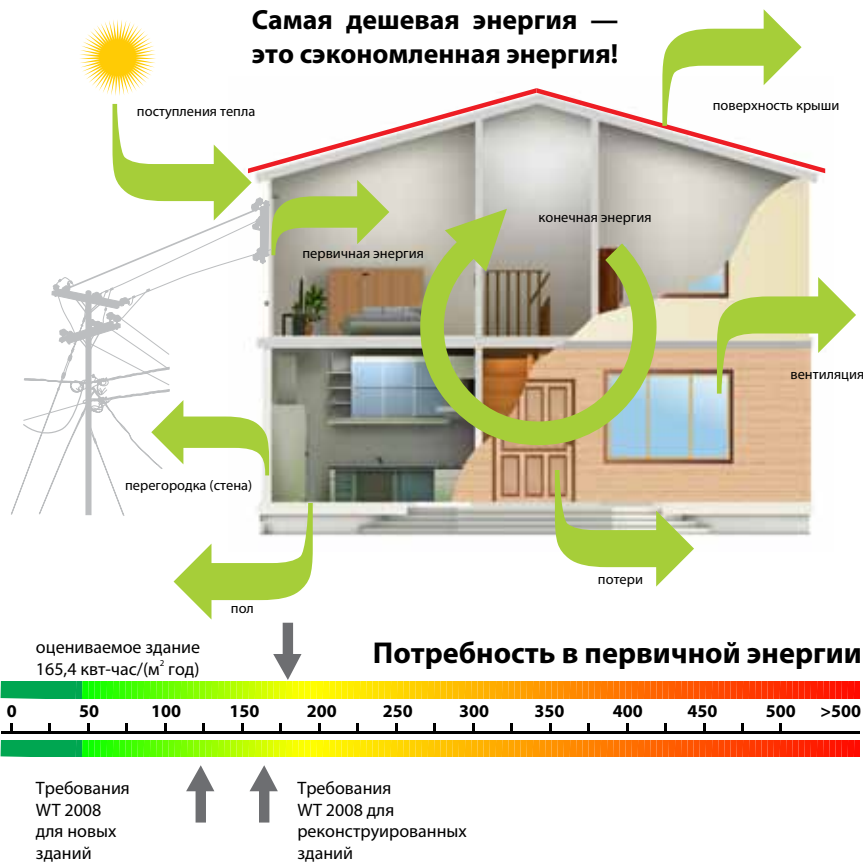 Самая дешевая энергия —
это сэкономленная энергия!
поступления тепла
поверхность крыши
конечная энергия
первичная энергия
вентиляция
перегородка (стена)
потери
пол
оцениваемое здание
165,4 квт-час/(м² год)
Потребность в первичной энергии
0 50 100 150 200 250 300 350 400 450 500 >500
Требования
WT 2008
для новых
зданий
Требования
WT 2008 для
реконструированных
зданий